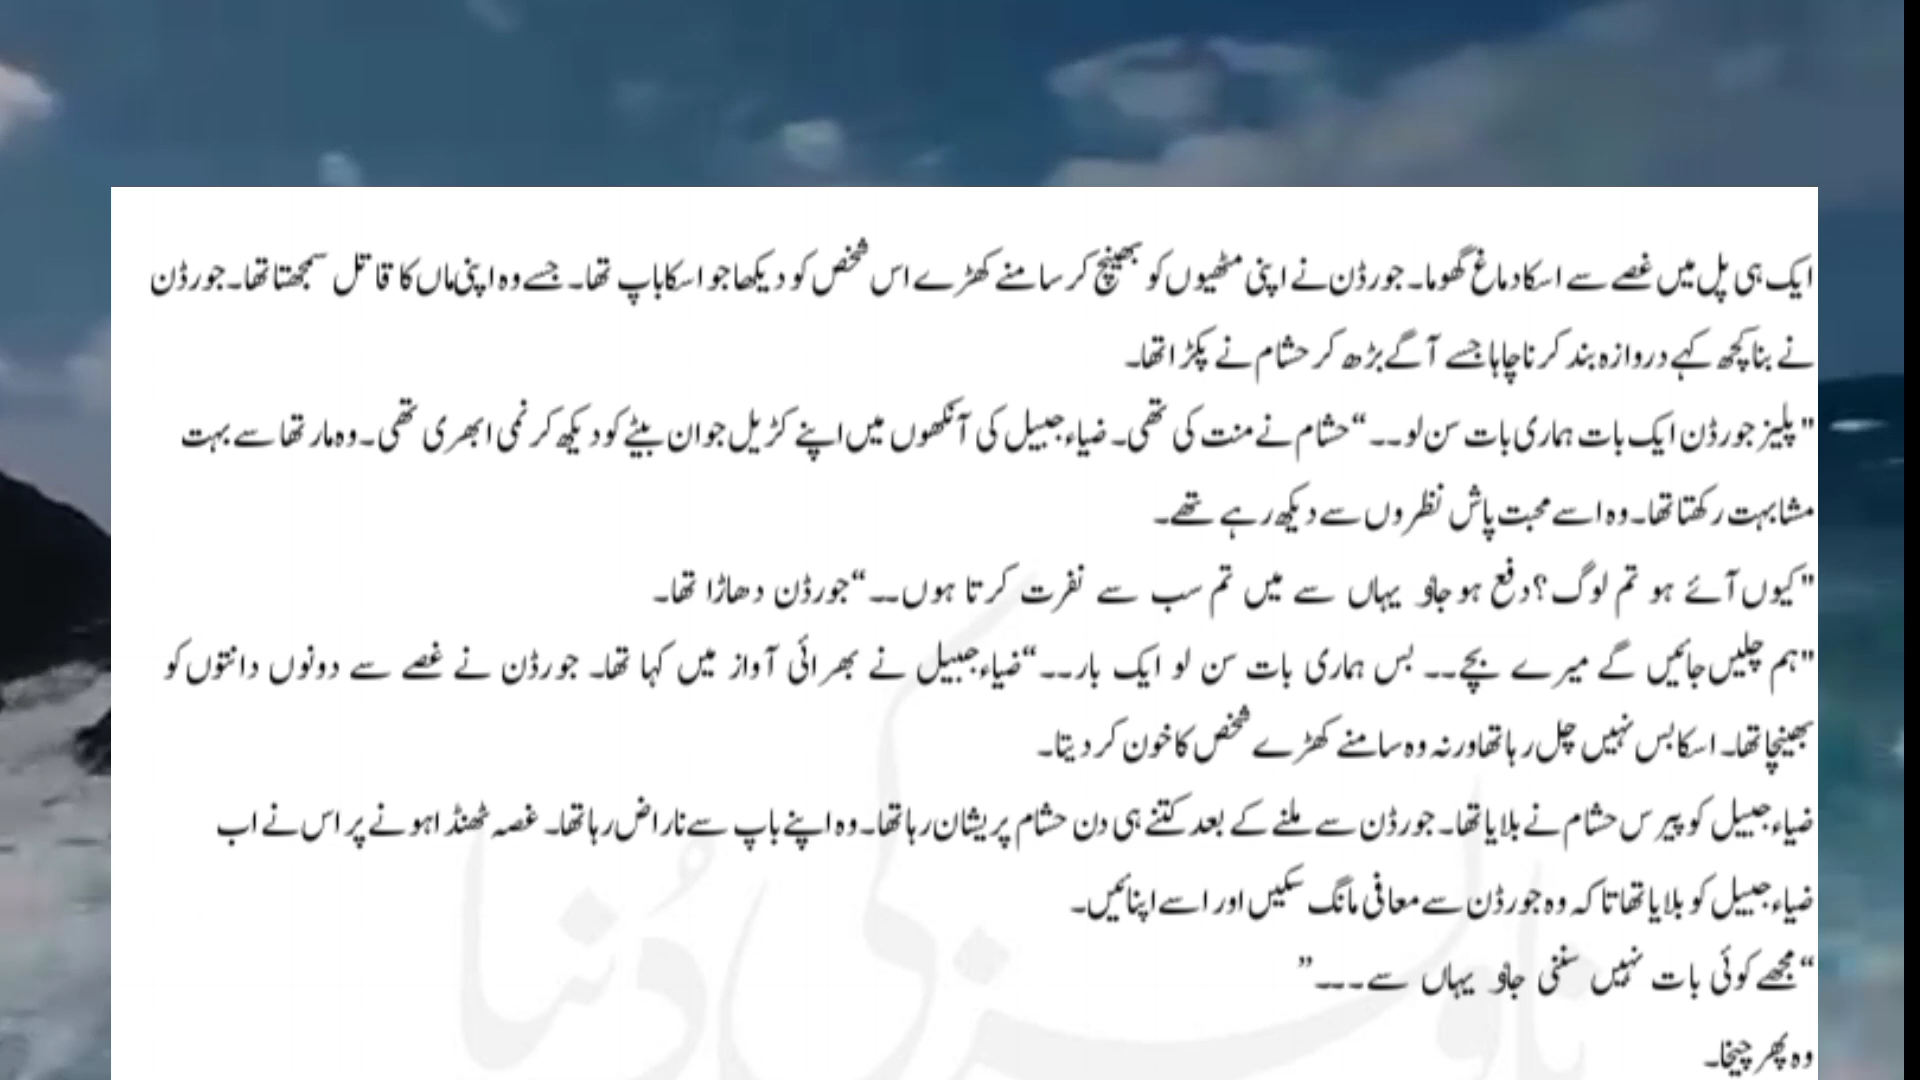 ایک ہی پل میں غصے سے اسکا دماغ گھوما۔ جورڈن نے اپنی مٹھیوں کو بھینچ کر سامنے کھڑے اس شخص کو دیکھا جو اسکا باپ تھا۔ جسے وہ اپنی ماں کا قاتل سمجھتا تھا۔ جورڈن
نے بنا کچھ کہے دروازہ بند کرنا چاہا جسے آگے بڑھ کر حشام نے پکڑا تھا۔
"پلیز جورڈن ایک بات ہماری بات سن لو۔۔“ حشام نے منت کی تھی۔ ضیاء جبیل کی آنکھوں میں اپنے کڑیل جوان بیٹے کو دیکھ کر نمی ابھری تھی۔ وہ مارتھا سے بہت
مشابہت رکھتا تھا۔ وہ اسے محبت پاش نظروں سے دیکھ رہے تھے۔
"کیوں آئے ہو تم لوگ؟ دفع ہو جاؤ یہاں سے میں تم سب سے نفرت کرتا ہوں۔۔“ جورڈن دھاڑا تھا۔
"ہم چلیں جائیں گے میرے بچے۔۔ بس ہماری بات سن لو ایک بار۔۔“ ضیاء جبیل نے بھرائی آواز میں کہا تھا۔ جورڈن نے غصے سے دونوں دانتوں کو
بھینچا تھا۔ اسکا بس نہیں چل رہا تھا ورنہ وہ سامنے کھڑے شخص کا خون کر دیتا۔
ضیاء جبیل کو پیرس حشام نے بلایا تھا۔ جورڈن سے ملنے کے بعد کتنے ہی دن حشام پریشان رہا تھا۔ وہ اپنے باپ سے ناراض رہا تھا۔ غصہ ٹھنڈا ہونے پر اس نے اب
ضیاء جبیل کو بلایا تھا تاکہ وہ جورڈن سے معافی مانگ سکیں اور اسے اپنائیں۔
“مجھے کوئی بات نہیں سننی جاؤ یہاں سے۔۔۔”
وہ پھر چیخا۔
ناولز کی دُنیا